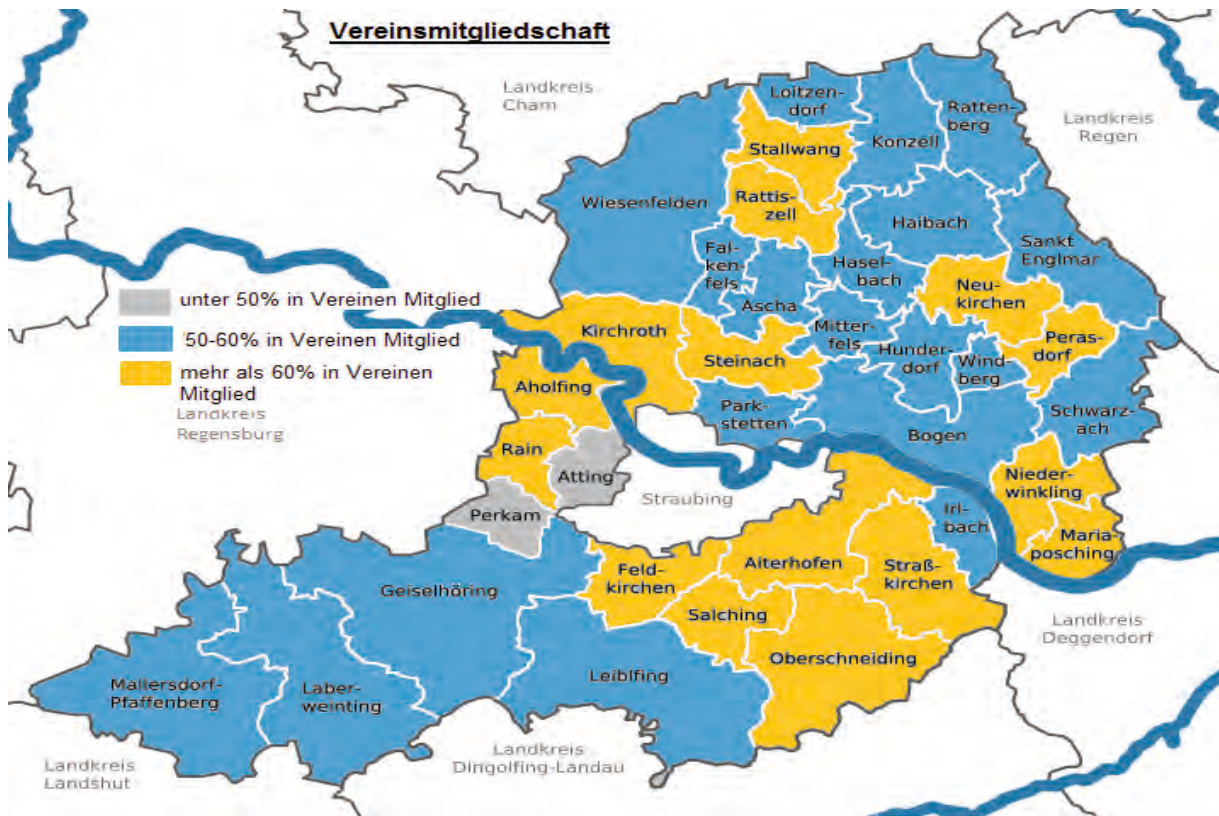 Vereinsmitgliedschaft
Landkreis
Cham
Loitzen-
dorf
Ratten-
berg
Landkreis
Regen
Konzell
Stallwang
Wiesenfelden
Rattis-
zell
Haibach
Sankt
Englmar
Fal-
ken-
fels
Hasel-
bach
Neu-
kirchen
Ascha
unter 50% in Vereinen Mitglied
50-60% in Vereinen Mitglied
mehr als 60% in Vereinen
Mitglied
Kirchroth
Mitter-
fels
Steinach
Hunder-
dorf
Wind-
berg
Peras-
dorf
Aholfing
Landkreis
Regensburg
Park-
stetten
Bogen
Schwarz-
ach
Rain
Atting
Straubing
Nieder-
winkling
Perkam
Irl-
bach
Maria-
posching
Feld-
kirchen
Aiterhofen
Straß-
kirchen
Geiselhöring
Salching
Landkreis
Deggendorf
Oberschneiding
Leiblfing
Mallersdorf-
Pfaffenberg
Laber-
weinting
Landkreis
Dingolfing-Landau
Landkreis
Landshut